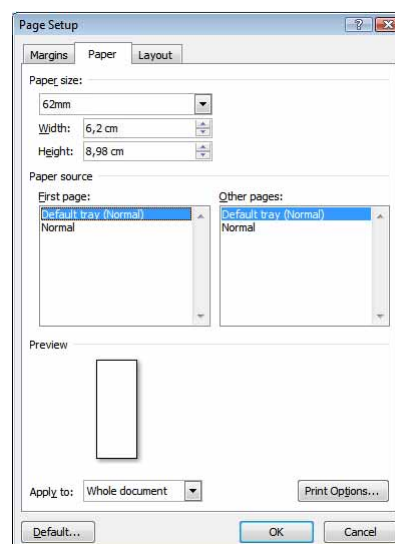 Page Setup
Margins Paper Layout
Paper size:
62mm
Width: 6,2 cm
Height: 8,98 cm
Paper source
First page: Other pages:
Default tray (Normal) Default tray (Normal)
Normal Normal
Preview
Apply to: Whole document Print Options...
Default... OK Cancel